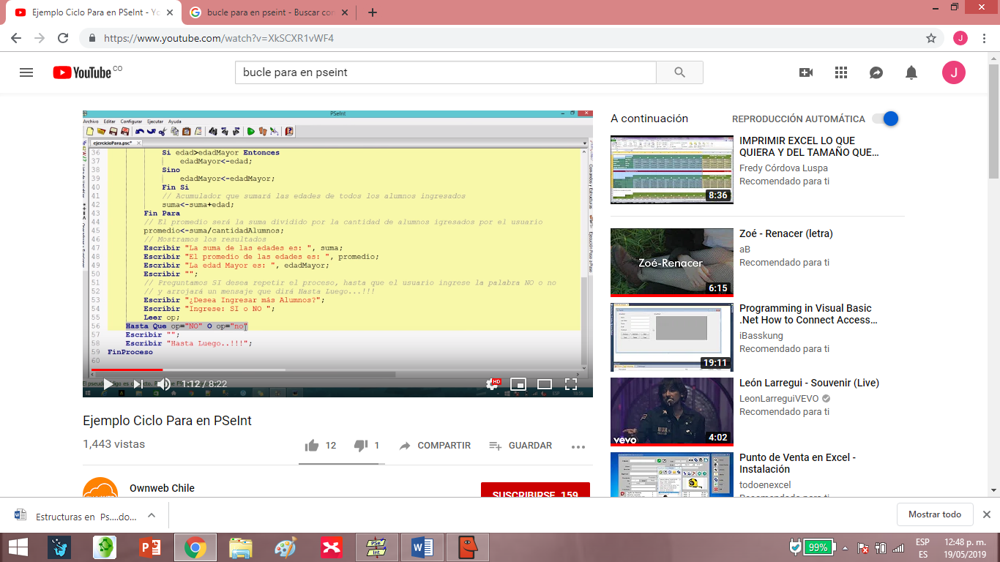 Ejemplo Ciclo Para en PSeInt - Yo
bucle para en pseint - Buscar con
https://www.youtube.com/watch?v=XkSCXR1vWF4
J
YouTube CO
bucle para en pseint
J
PSeInt
Archivo Editar Configurar Ejecutar Ayuda
ejercicioPara.psc*
36 Si edad>edadMayor Entonces
37 edadMayor<-edad;
38 Sino
39 edadMayor<-edadMayor;
40 Fin Si
41 // Acumulador que sumará las edades de todos los alumnos ingresados
42 suma<-suma+edad;
43 Fin Para
44 // El promedio será la suma dividido por la cantidad de alumnos igresados por el usuario
45 promedio<-suma/cantidadAlumnos;
46 // Mostramos los resultados
47 Escribir "La suma de las edades es: ", suma;
48 Escribir "El promedio de las edades es: ", promedio;
49 Escribir "La edad Mayor es: ", edadMayor;
50 Escribir "";
51 // Preguntamos SI desea repetir el proceso, hasta que el usuario ingrese la palabra NO o no
52 // y arrojará un mensaje que dirá Hasta Luego...!!!
53 Escribir "¿Desea Ingresar más Alumnos?";
54 Escribir "Ingrese: SI o NO ";
55 Leer op;
56 Hasta Que op="NO" O op="no"
57 Escribir "";
58 Escribir "Hasta Luego..!!!";
59 FinProceso
60
Comandos y Estructuras
Ejecución Paso a Paso
1:12 / 8:22
HD
Ejemplo Ciclo Para en PSeInt
1,443 vistas
12
1
COMPARTIR
GUARDAR
Ownweb Chile
SUSCRIBIRSE 159
A continuación
REPRODUCCIÓN AUTOMÁTICA
8:36
IMPRIMIR EXCEL LO QUE
QUIERA Y DEL TAMAÑO QUE...
Fredy Córdova Luspa
Recomendado para ti
Zoé-Renacer
6:15
Zoé - Renacer (letra)
aB
Recomendado para ti
19:11
Programming in Visual Basic
.Net How to Connect Access...
iBasskung
Recomendado para ti
vevo
4:02
León Larregui - Souvenir (Live)
LeonLarreguiVEVO
Recomendado para ti
Punto de Venta en Excel -
Instalación
todoenexcel
Recomendado para ti
Estructuras en Ps....do...
Mostrar todo
PSe
Int
99%
ESP
ES
12:48 p. m.
19/05/2019